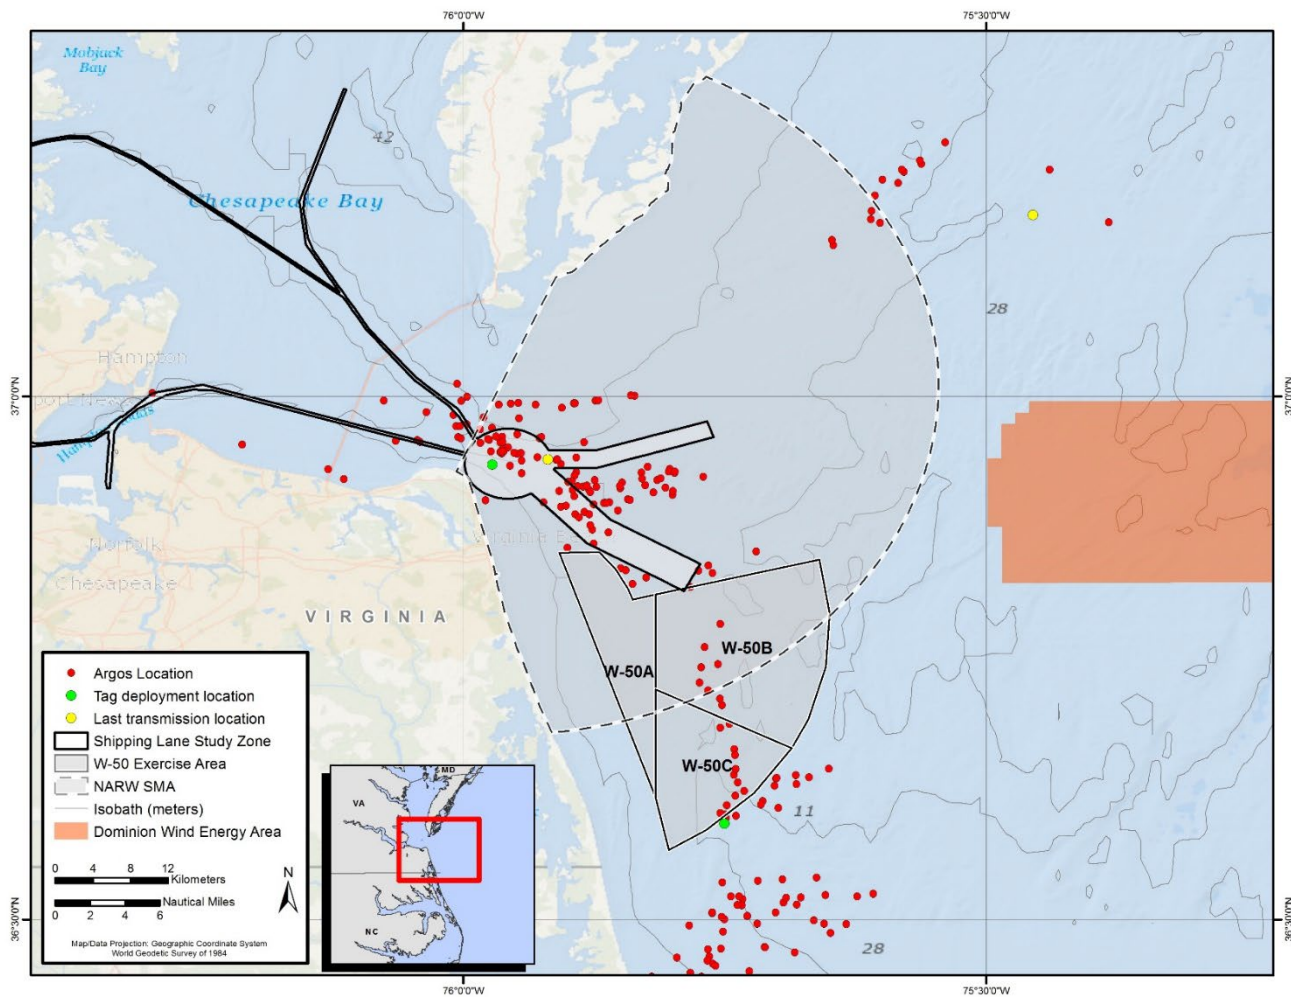 76°0'0"W
75°30'0"W
Mobjack
Bay
42
Chesapeake Bay
28
37°0'0"N
37°0'0"N
Hampton
Norfolk
Chesapeake
VIRGINIA
W-50A
W-50B
W-50C
11
28
36°30'0"N
36°30'0"N
Argos Location
Tag deployment location
Last transmission location
Shipping Lane Study Zone
W-50 Exercise Area
NARW SMA
Isobath (meters)
Dominion Wind Energy Area
0 4 8 12
Kilometers
0 2 4 6
Nautical Miles
N
Map/Data Projection: Geographic Coordinate System
World Geodetic Survey of 1984
MD
VA
NC
76°0'0"W
75°30'0"W